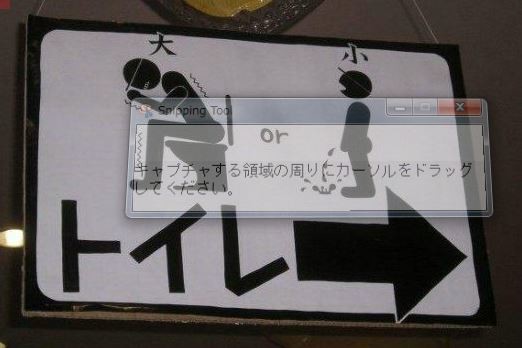 大 小
Snipping Tool
or
キャプチャする領域の周りにカーソルをドラッグ
してください。
トイレ